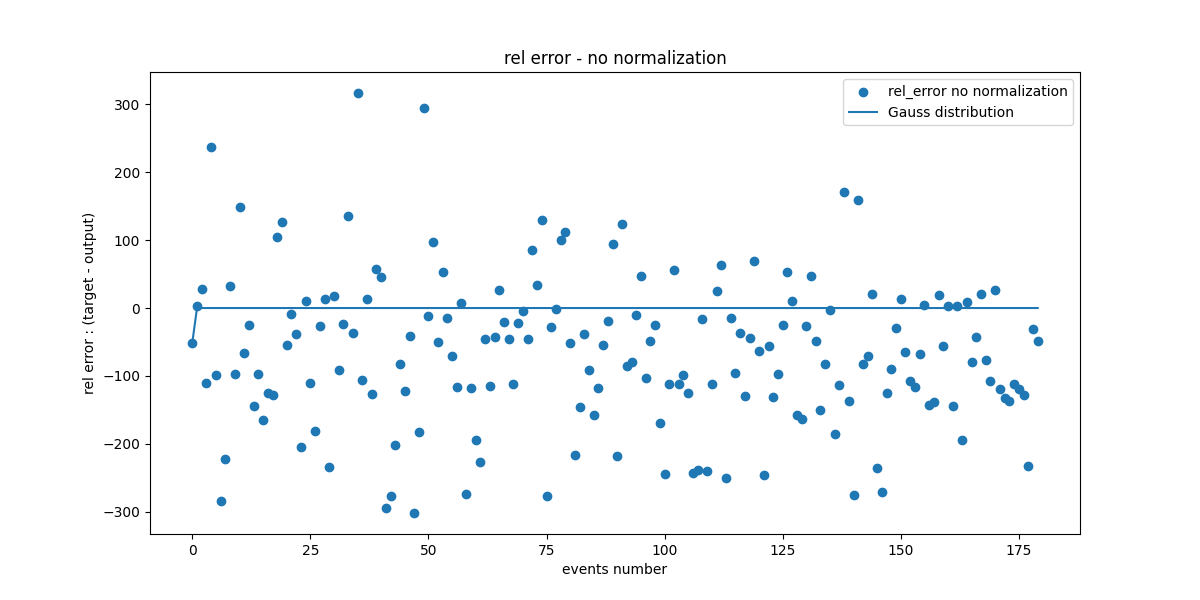 rel error - no normalization
rel_error no normalization
Gauss distribution
300
200
100
0
−100
−200
−300
rel error : (target - output)
0 25 50 75 100 125 150 175
events number